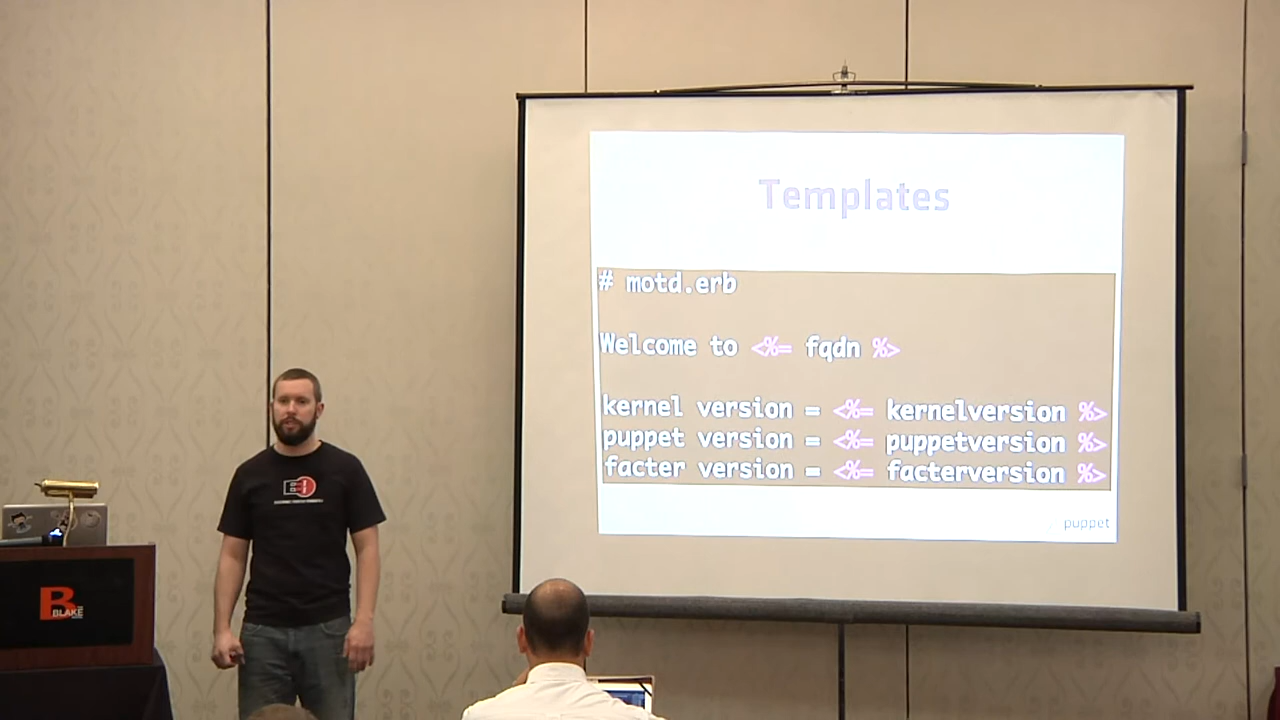 Templates
# motd.erb
Welcome to <%= fqdn %>
kernel version = <%= kernelversion %>
puppet version = <%= puppetversion %>
facter version = <%= facterversion %>
puppet
B
BLAKE